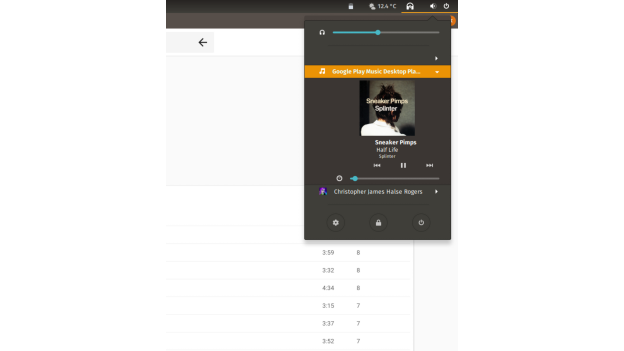 12.4 °C
Google Play Music Desktop Pla...
Sneaker Pimps
Splinter
Sneaker Pimps
Half Life
Splinter
Christopher James Halse Rogers
3:59 8
3:32 8
4:34 8
3:15 7
3:37 7
3:52 7